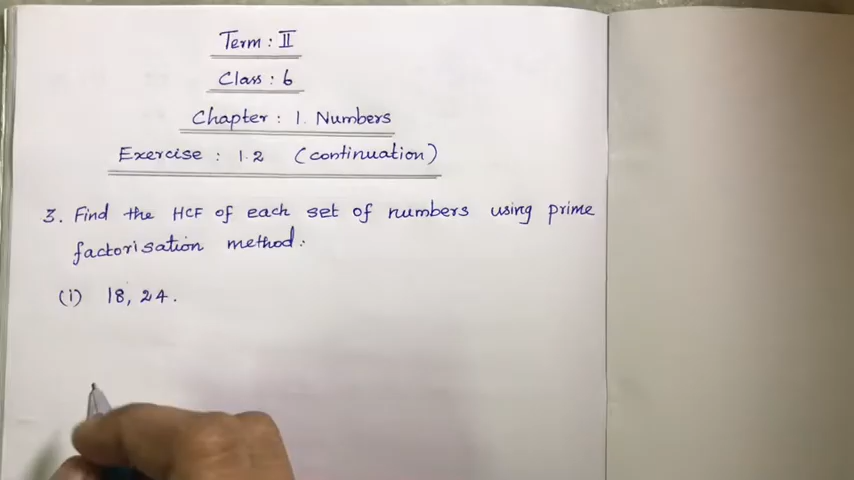 Term : II
Class : 6
Chapter : 1. Numbers
Exercise : 1.2 (continuation)
3. Find the HCF of each set of numbers using prime
factorisation method.
(i) 18, 24.